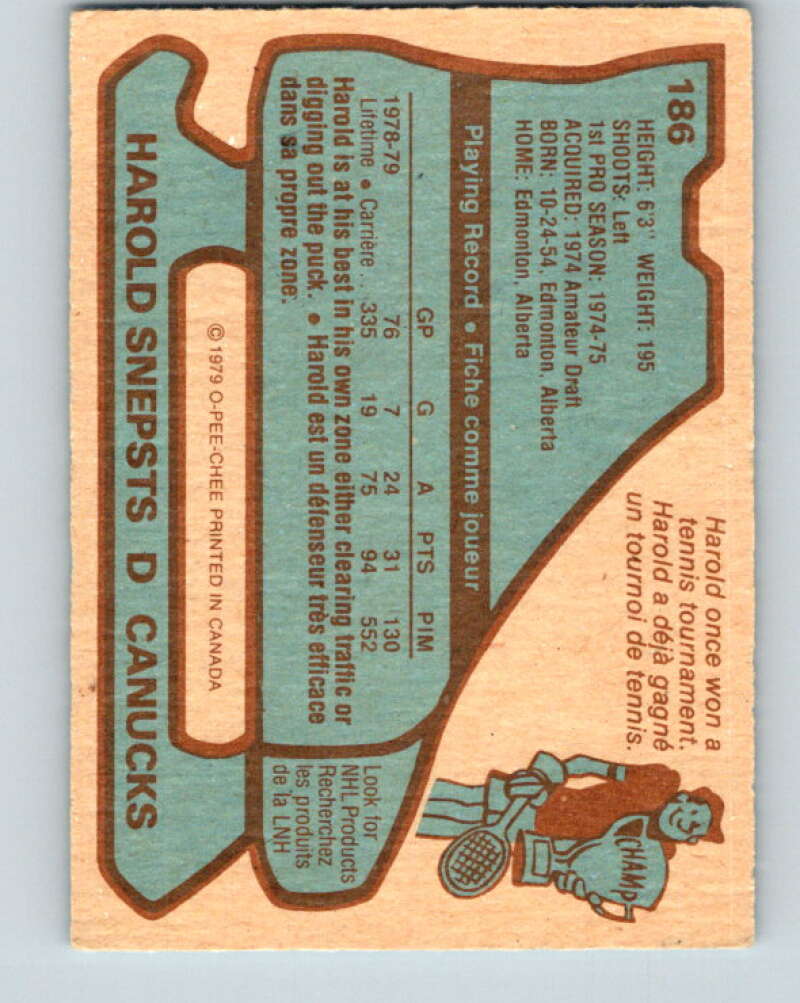 186
HEIGHT: 6'3" WEIGHT: 195
SHOOTS: Left
1st PRO SEASON: 1974-75
ACQUIRED: 1974 Amateur Draft
BORN: 10-24-54, Edmonton, Alberta
HOME: Edmonton, Alberta
Harold once won a
tennis tournament.
Harold a déjà gagné
un tournoi de tennis.
CHAMP
Playing Record • Fiche comme joueur
GP G A PTS PIM
1978-79 76 7 24 31 130
Lifetime • Carrière .. 335 19 75 94 552
Harold is at his best in his own zone either clearing traffic or
digging out the puck. • Harold est un défenseur très efficace
dans sa propre zone.
Look for
NHL Products
Recherchez
les produits
de la LNH
© 1979 O-PEE-CHEE PRINTED IN CANADA
HAROLD SNEPSTS D CANUCKS